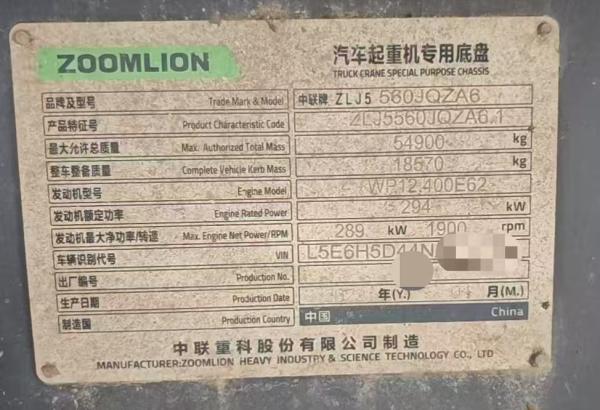 ZOOMLION
汽车起重机专用底盘
TRUCK CRANE SPECIAL PURPOSE CHASSIS
品牌及型号 Trade Mark & Model 中联牌 ZLJ5 560JQZA6
产品特征号 Product Characteristic Code ZLJ5560JQZA6.1
最大允许总质量 Max. Authorized Total Mass 54900 kg
整车整备质量 Complete Vehicle Kerb Mass 18570 kg
发动机型号 Engine Model WP12.400E62
发动机额定功率 Engine Rated Power 294 kW
发动机最大净功率/转速 Max. Engine Net Power/RPM 289 kW 1900 rpm
车辆识别代号 VIN L5E6H5D44N
出厂编号 Production No.
生产日期 Production Date 年(Y.) 月(M.)
制造国 Production Country 中国 China
中联重科股份有限公司制造
MANUFACTURER:ZOOMLION HEAVY INDUSTRY & SCIENCE TECHNOLOGY CO., LTD